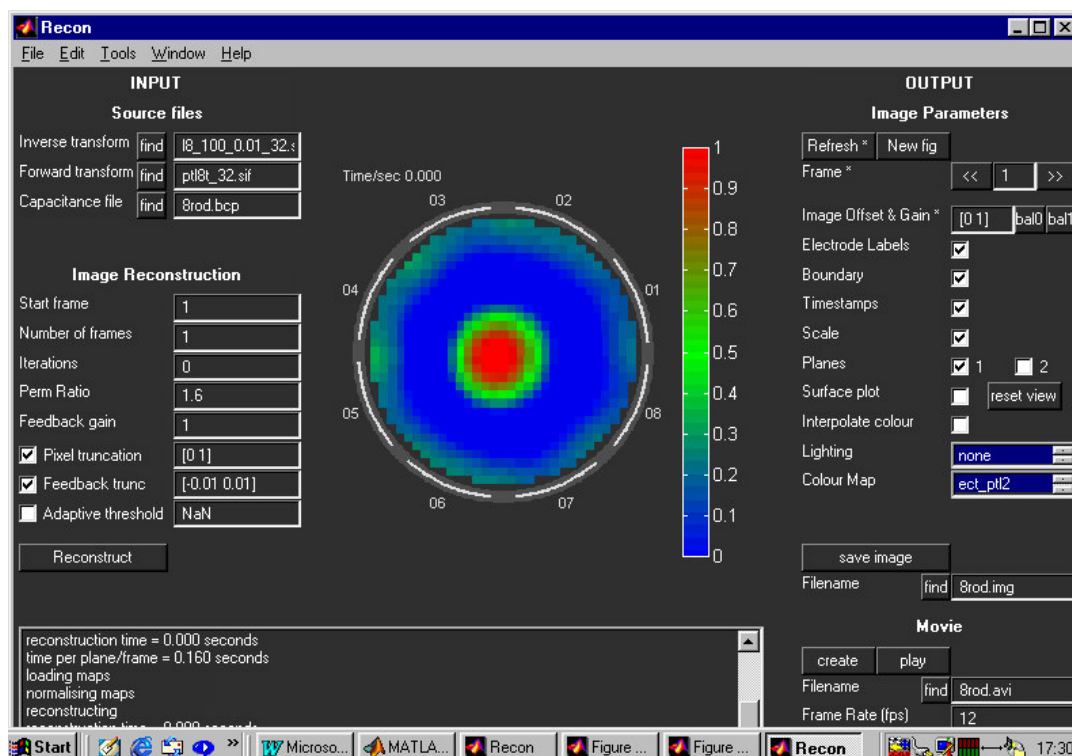 Recon
File Edit Tools Window Help
INPUT
Source files
Inverse transform find l8_100_0.01_32.s
Forward transform find ptl8t_32.sif
Capacitance file find 8rod.bcp
Image Reconstruction
Start frame 1
Number of frames 1
Iterations 0
Perm Ratio 1.6
Feedback gain 1
Pixel truncation [0 1]
Feedback trunc [-0.01 0.01]
Adaptive threshold NaN
Reconstruct
Time/sec 0.000
03 02
04 01
05 08
06 07
1
0.9
0.8
0.7
0.6
0.5
0.4
0.3
0.2
0.1
0
OUTPUT
Image Parameters
Refresh * New fig
Frame * << 1 >>
Image Offset & Gain * [0 1] bal0 bal1
Electrode Labels
Boundary
Timestamps
Scale
Planes 1 2
Surface plot reset view
Interpolate colour
Lighting none
Colour Map ect_ptl2
save image
Filename find 8rod.img
Movie
create play
Filename find 8rod.avi
Frame Rate (fps) 12
reconstruction time = 0.000 seconds
time per plane/frame = 0.160 seconds
loading maps
normalising maps
reconstructing
reconstruction time = 0.000 seconds
Start » Microso... MATLA... Recon Figure ... Figure ... Recon 17:30